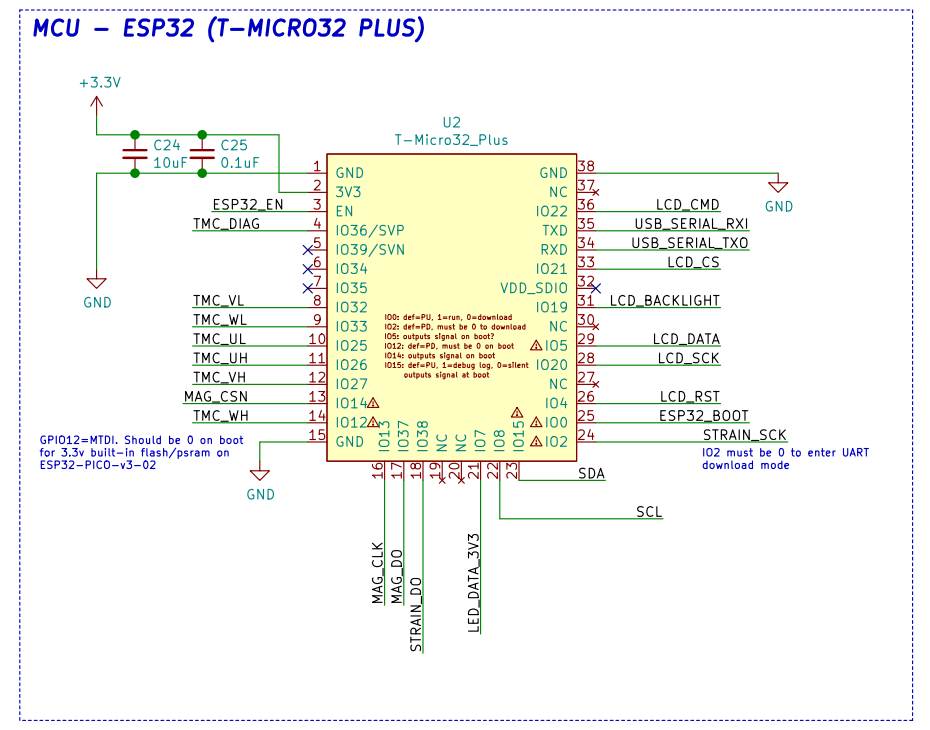 MCU - ESP32 (T-MICRO32 PLUS)
+3.3V
C24
10uF
C25
0.1uF
GND
U2
T-Micro32_Plus
1 GND
2 3V3
ESP32_EN 3 EN
TMC_DIAG 4 IO36/SVP
5 IO39/SVN
6 IO34
7 IO35
TMC_VL 8 IO32
TMC_WL 9 IO33
TMC_UL 10 IO25
TMC_UH 11 IO26
TMC_VH 12 IO27
MAG_CSN 13 IO14
TMC_WH 14 IO12
15 GND
GND
GPIO12=MTDI. Should be 0 on boot
for 3.3v built-in flash/psram on
ESP32-PICO-v3-02
IO0: def=PU, 1=run, 0=download
IO2: def=PD, must be 0 to download
IO5: outputs signal on boot?
IO12: def=PD, must be 0 on boot
IO14: outputs signal on boot
IO15: def=PU, 1=debug log, 0=silent
outputs signal at boot
GND 38
GND
NC 37
IO22 36 LCD_CMD
TXD 35 USB_SERIAL_RXI
RXD 34 USB_SERIAL_TXO
IO21 33 LCD_CS
VDD_SDIO 32
IO19 31 LCD_BACKLIGHT
NC 30
IO5 29 LCD_DATA
IO20 28 LCD_SCK
NC 27
IO4 26 LCD_RST
IO0 25 ESP32_BOOT
IO2 24 STRAIN_SCK
IO2 must be 0 to enter UART
download mode
IO13 16 MAG_CLK
IO37 17 MAG_DO
IO38 18 STRAIN_DO
NC 19
NC 20
IO7 21 LED_DATA_3V3
IO8 22 SCL
IO15 23 SDA